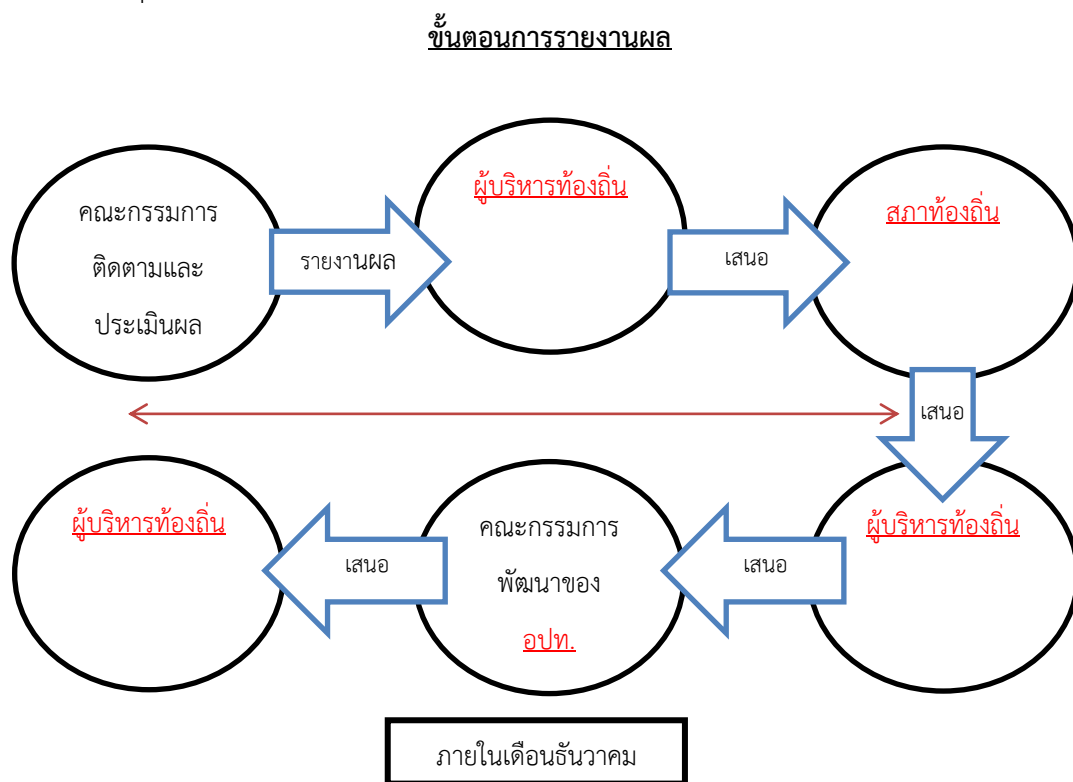 ขั้นตอนการรายงานผล
คณะกรรมการ
ติดตามและ
ประเมินผล
รายงานผล
ผู้บริหารท้องถิ่น
เสนอ
สภาท้องถิ่น
เสนอ
ผู้บริหารท้องถิ่น
เสนอ
คณะกรรมการ
พัฒนาของ
อปท.
เสนอ
ผู้บริหารท้องถิ่น
ภายในเดือนธันวาคม